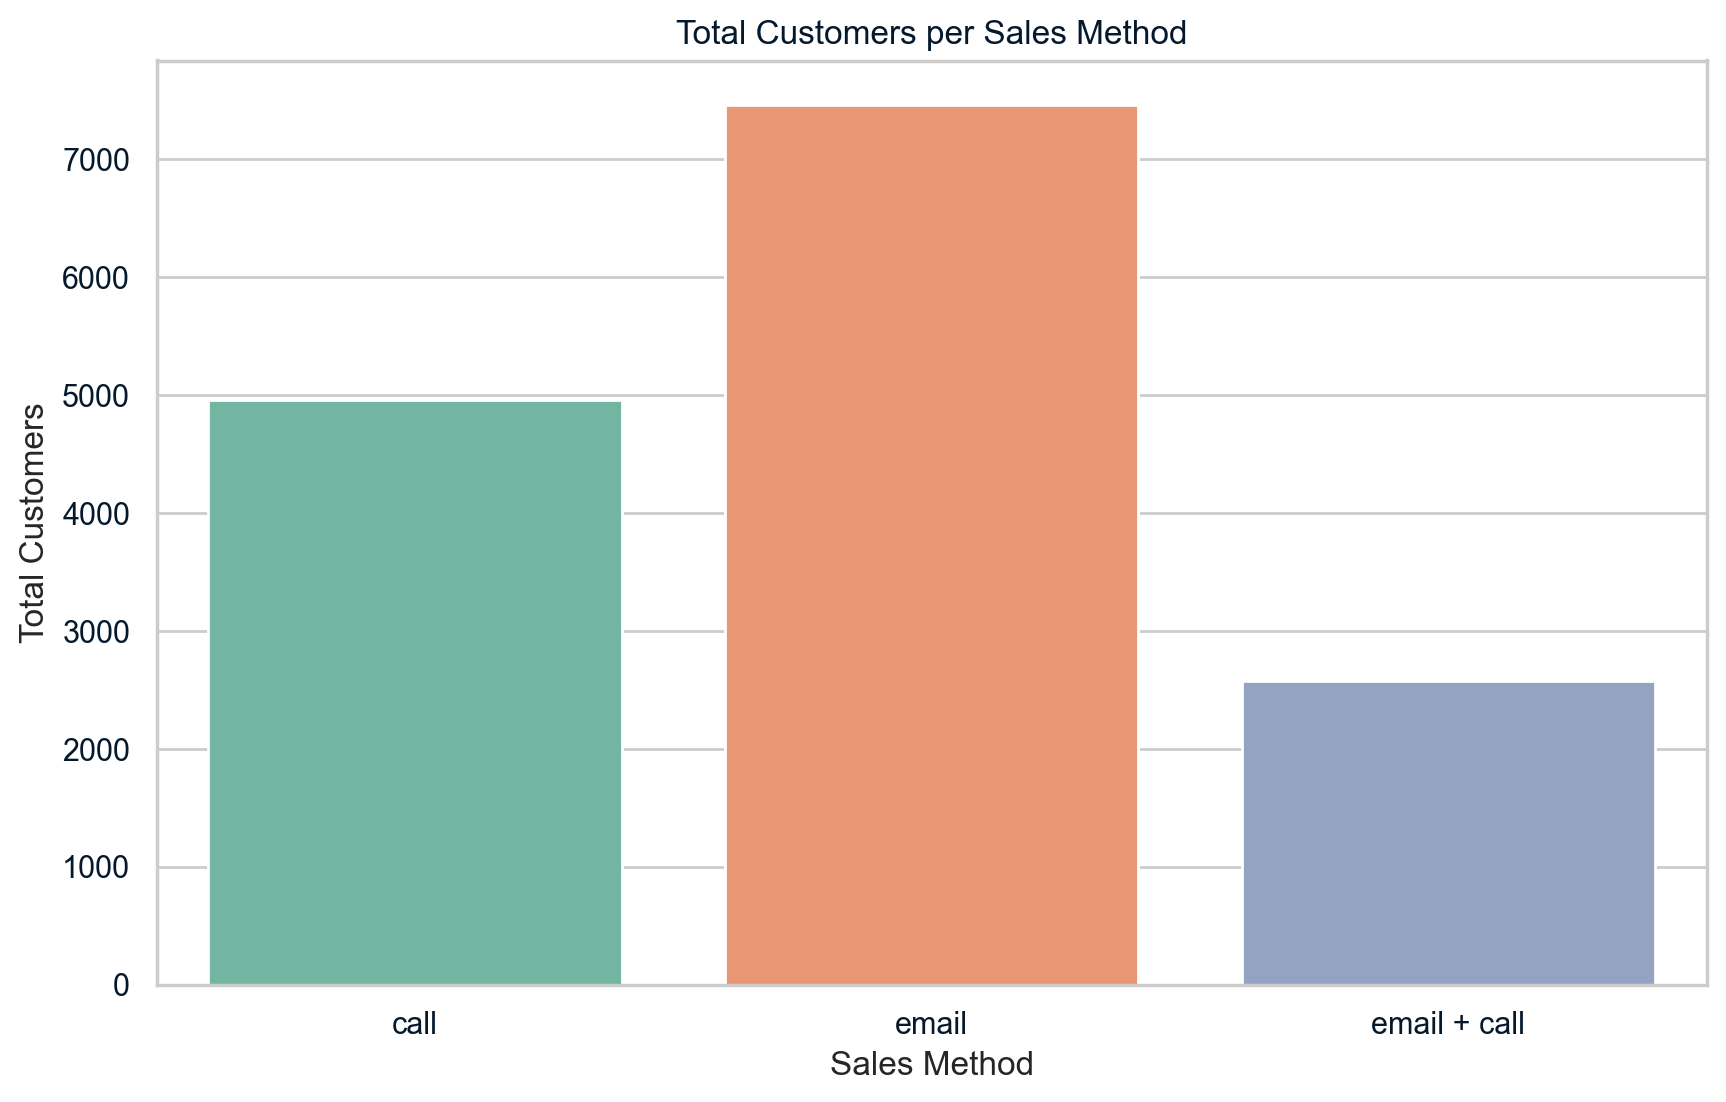 Total Customers per Sales Method
Total Customers
7000
6000
5000
4000
3000
2000
1000
0
call
email
email + call
Sales Method